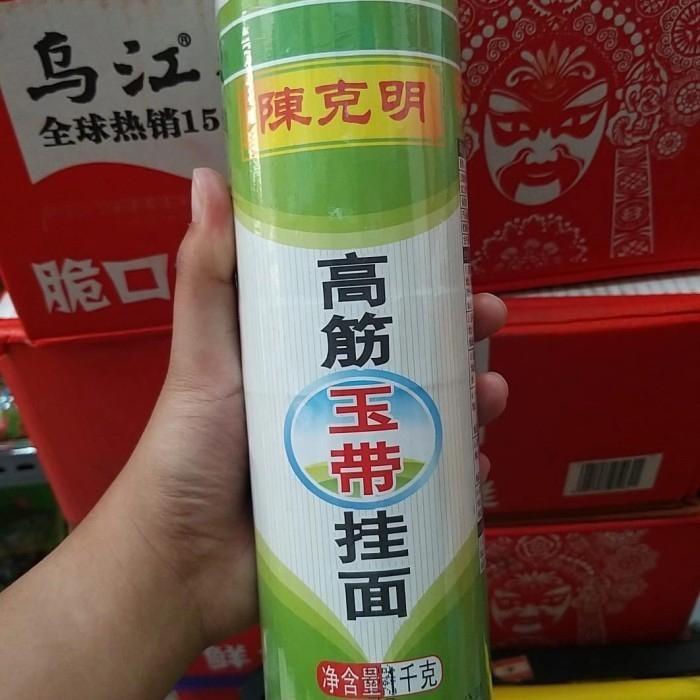 乌江®
全球热销15
脆口
陳克明
高筋玉带挂面
净含量
千克